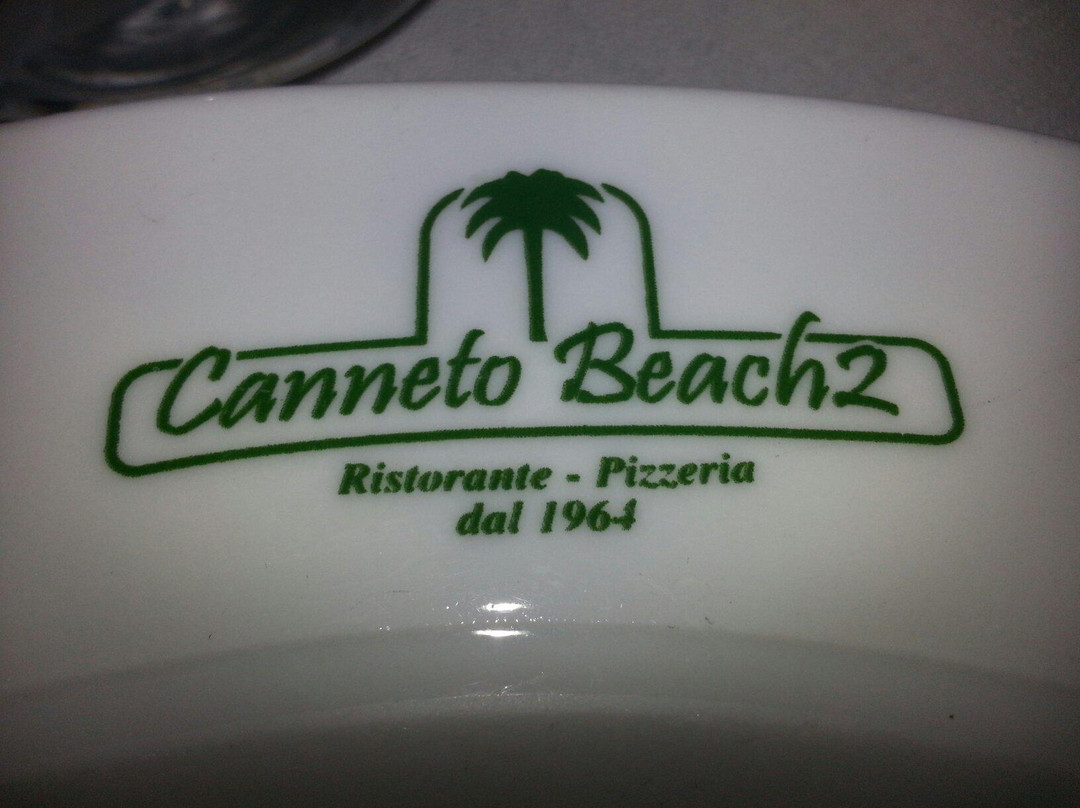 Canneto Beach2
Ristorante - Pizzeria
dal 1964